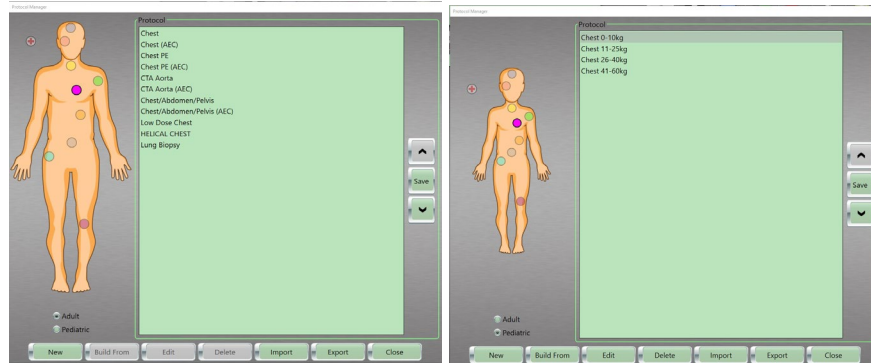 Protocol Manager
Protocol
Chest
Chest (AEC)
Chest PE
Chest PE (AEC)
CTA Aorta
CTA Aorta (AEC)
Chest/Abdomen/Pelvis
Chest/Abdomen/Pelvis (AEC)
Low Dose Chest
HELICAL CHEST
Lung Biopsy
Save
Adult
Pediatric
New Build From Edit Delete Import Export Close
Protocol Manager
Protocol
Chest 0-10kg
Chest 11-25kg
Chest 26-40kg
Chest 41-60kg
Save
Adult
Pediatric
New Build From Edit Delete Import Export Close